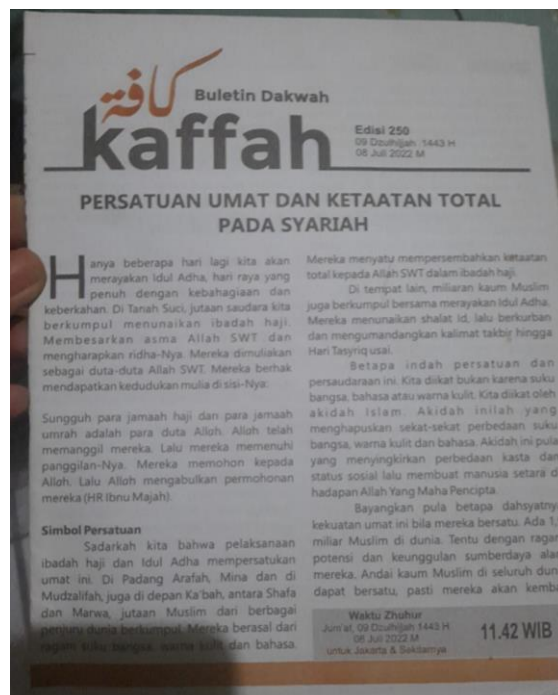 كافة
Buletin Dakwah
kaffah
Edisi 250
09 Dzulhijjah 1443 H
08 Juli 2022 M
PERSATUAN UMAT DAN KETAATAN TOTAL
PADA SYARIAH
Hanya beberapa hari lagi kita akan
merayakan Idul Adha, hari raya yang
penuh dengan kebahagiaan dan
keberkahan. Di Tanah Suci, jutaan saudara kita
berkumpul menunaikan ibadah haji.
Membesarkan asma Allah SWT dan
mengharapkan ridha-Nya. Mereka dimuliakan
sebagai duta-duta Allah SWT. Mereka berhak
mendapatkan kedudukan mulia di sisi-Nya:
Sungguh para jamaah haji dan para jamaah
umrah adalah para duta Allah. Allah telah
memanggil mereka. Lalu mereka memenuhi
panggilan-Nya. Mereka memohon kepada
Allah. Lalu Allah mengabulkan permohonan
mereka (HR Ibnu Majah).
Simbol Persatuan
Sadarkah kita bahwa pelaksanaan
ibadah haji dan Idul Adha mempersatukan
umat ini. Di Padang Arafah, Mina dan di
Mudzalifah, juga di depan Ka'bah, antara Shafa
dan Marwa, jutaan Muslim dari berbagai
penjuru dunia berkumpul. Mereka berasal dari
ragam suku bangsa, warna kulit dan bahasa.
Mereka menyatu mempersembahkan ketaatan
total kepada Allah SWT dalam ibadah haji.
Di tempat lain, miliaran kaum Muslim
juga berkumpul bersama merayakan Idul Adha.
Mereka menunaikan shalat id, lalu berkurban
dan mengumandangkan kalimat takbir hingga
Hari Tasyriq usai.
Betapa indah persatuan dan
persaudaraan ini. Kita diikat bukan karena suku
bangsa, bahasa atau warna kulit. Kita diikat oleh
akidah Islam. Akidah inilah yang
menghapuskan sekat-sekat perbedaan suku
bangsa, warna kulit dan bahasa. Akidah ini pula
yang menyingkirkan perbedaan kasta dan
status sosial lalu membuat manusia setara di
hadapan Allah Yang Maha Pencipta.
Bayangkan pula betapa dahsyatny
kekuatan umat ini bila mereka bersatu. Ada 1,
miliar Muslim di dunia. Tentu dengan ragam
potensi dan keunggulan sumberdaya ala
mereka. Andai kaum Muslim di seluruh dun
dapat bersatu, pasti mereka akan kemba
Waktu Zhuhur
Jum'at, 09 Dzulhijjah 1443 H
08 Juli 2022 M
untuk Jakarta & Sekitarnya
11.42 WIB